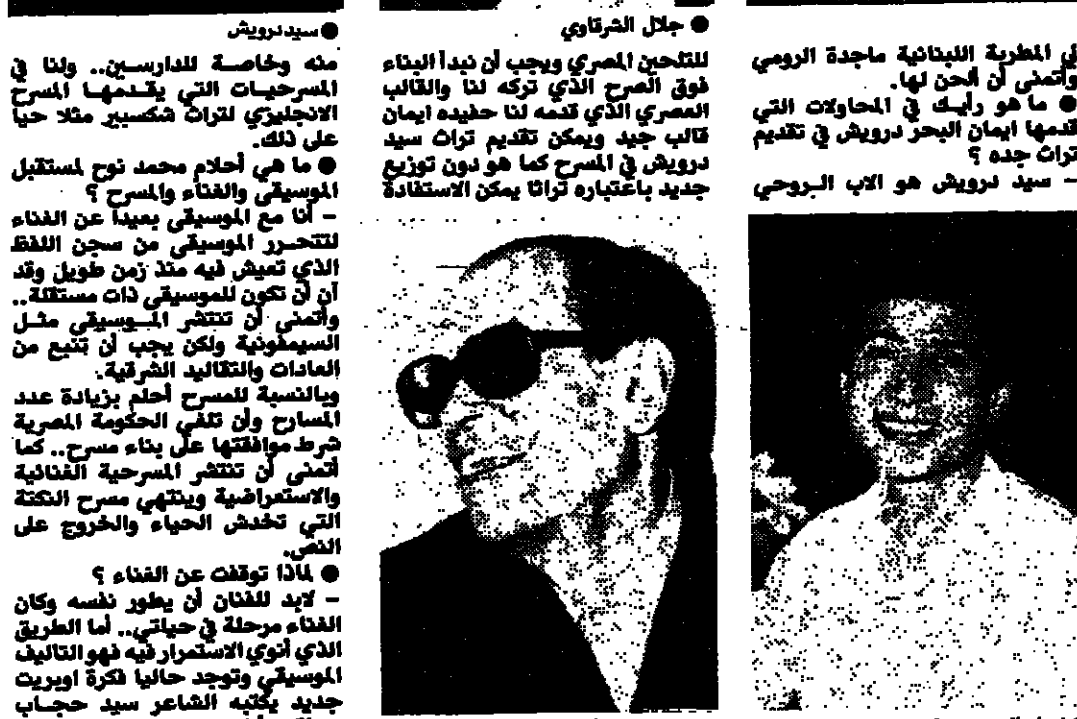 في المطربة اللبنانية ماجدة الرومي
وأتمنى أن ألحن لها.
● ما هو رأيك في المحاولات التي
قدمها ايمان البحر درويش في تقديم
تراث جده ؟
– سيد درويش هو الاب الروحي
● جلال الشرقاوي
للتلحين المصري ويجب أن نبدأ البناء
فوق الصرح الذي تركه لنا والقالب
العصري الذي قدمه لنا حفيده ايمان
قالب جيد ويمكن تقديم تراث سيد
درويش في المسرح كما هو دون توزيع
جديد باعتباره تراثا يمكن الاستفادة
● سيد درويش
منه وخاصة للدارسين.. ولنا في
المسرحيات التي يقدمها المسرح
الانجليزي لتراث شكسبير مثلا حيا
على ذلك.
● ما هي أحلام محمد نوح لمستقبل
الموسيقى والغناء والمسرح ؟
– أنا مع الموسيقى بعيدا عن الغناء
لتتحرر الموسيقى من سجن اللفظ
الذي تعيش فيه منذ زمن طويل وقد
آن أن تكون للموسيقى ذات مستقلة..
وأتمنى أن تنتشر الموسيقى مثل
السيمفونية ولكن يجب أن تنبع من
العادات والتقاليد الشرقية.
وبالنسبة للمسرح أحلم بزيادة عدد
المسارح وأن تلغي الحكومة المصرية
شرط موافقتها على بناء مسرح.. كما
أتمنى أن تنتشر المسرحية الغنائية
والاستعراضية وينتهي مسرح النكتة
التي تخدش الحياء والخروج على
النص.
● لماذا توقفت عن الغناء ؟
– لابد للفنان أن يطور نفسه وكان
الغناء مرحلة في حياتي.. أما الطريق
الذي أنوي الاستمرار فيه فهو التاليف
الموسيقي وتوجد حاليا فكرة اوبريت
جديد يكتبه الشاعر سيد حجاب